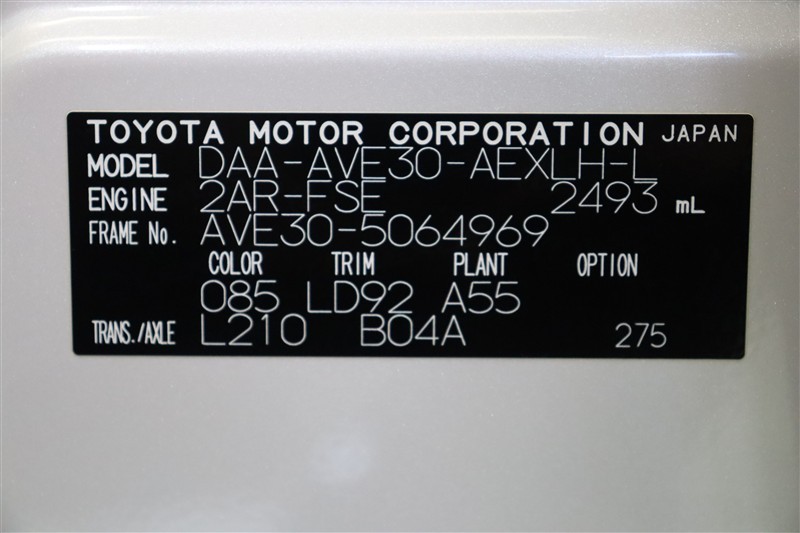 TOYOTA MOTOR CORPORATION JAPAN
MODEL DAA-AVE30-AEXLH-L
ENGINE 2AR-FSE 2493 mL
FRAME No. AVE30-5064969
COLOR TRIM PLANT OPTION
085 LD92 A55
TRANS./AXLE L210 B04A 275